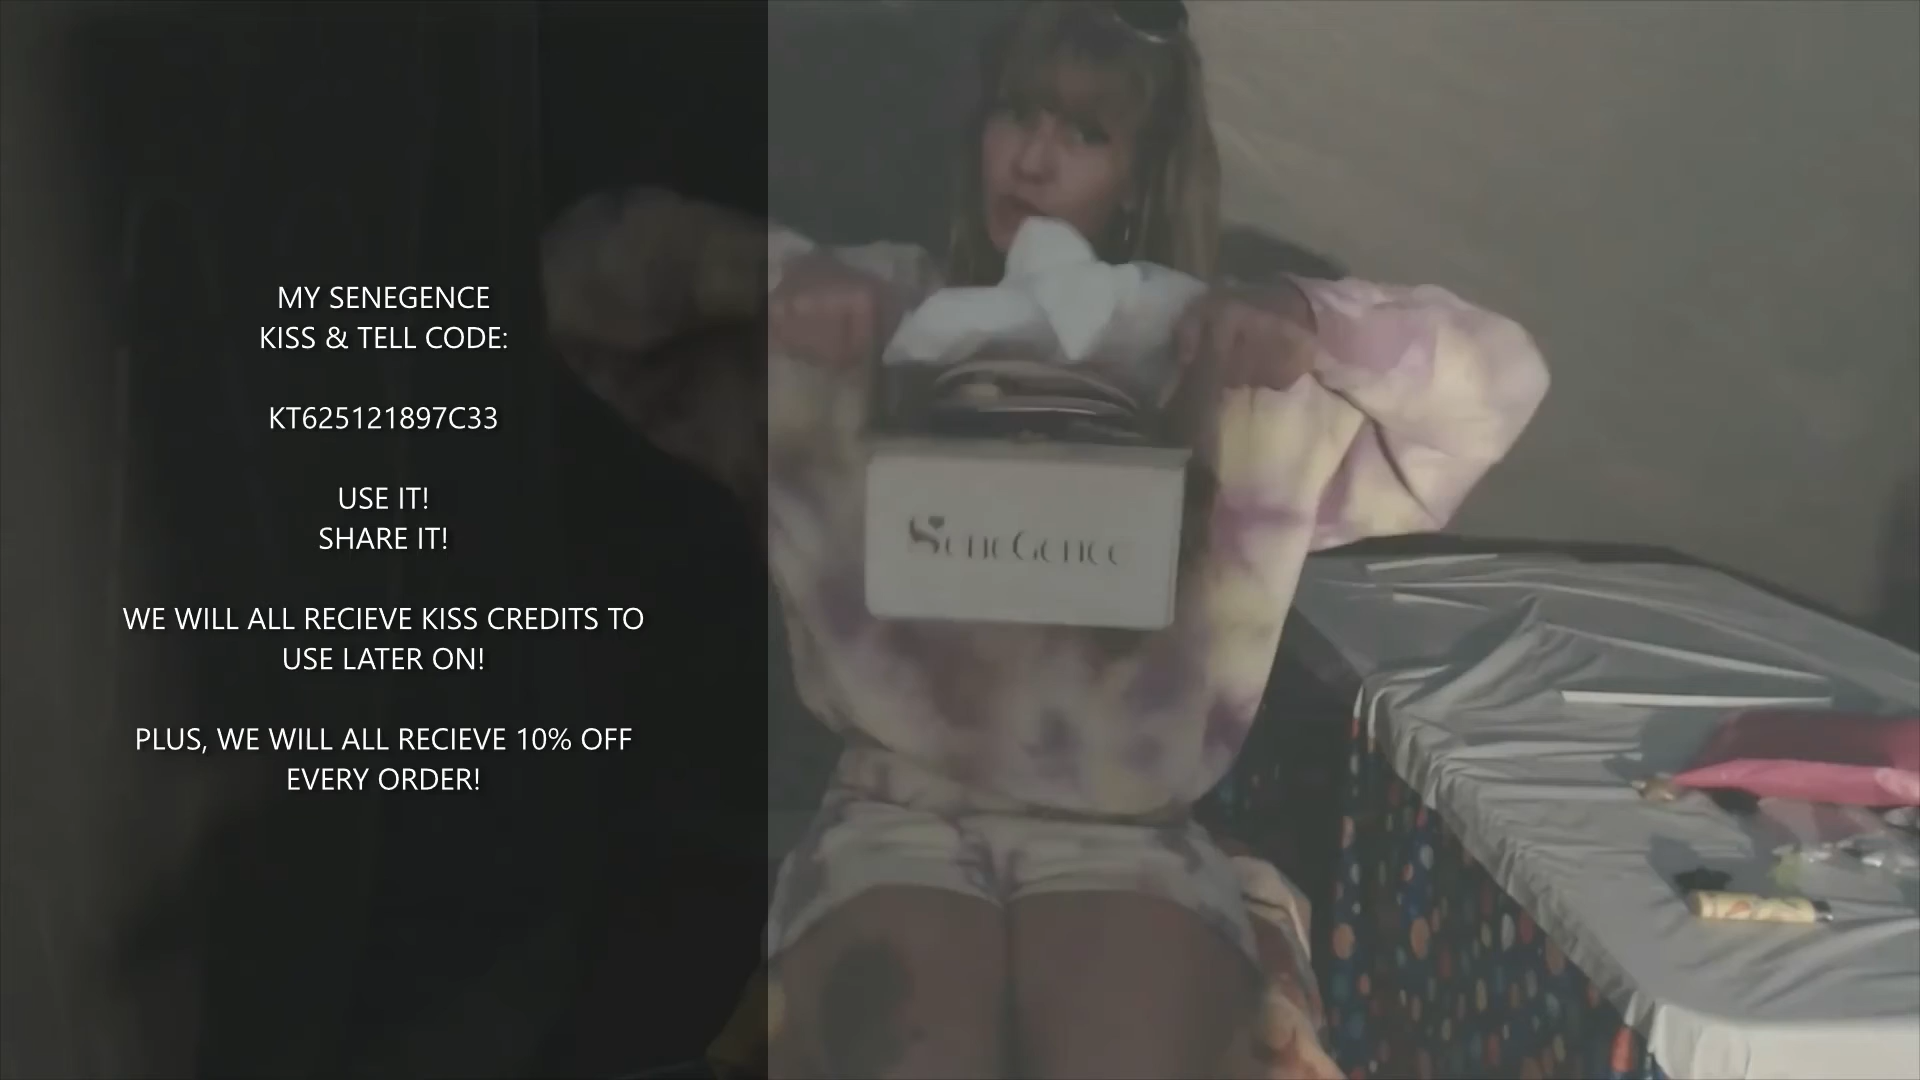 MY SENEGENCE
KISS & TELL CODE:
KT625121897C33
USE IT!
SHARE IT!
WE WILL ALL RECIEVE KISS CREDITS TO
USE LATER ON!
PLUS, WE WILL ALL RECIEVE 10% OFF
EVERY ORDER!
SeneGence